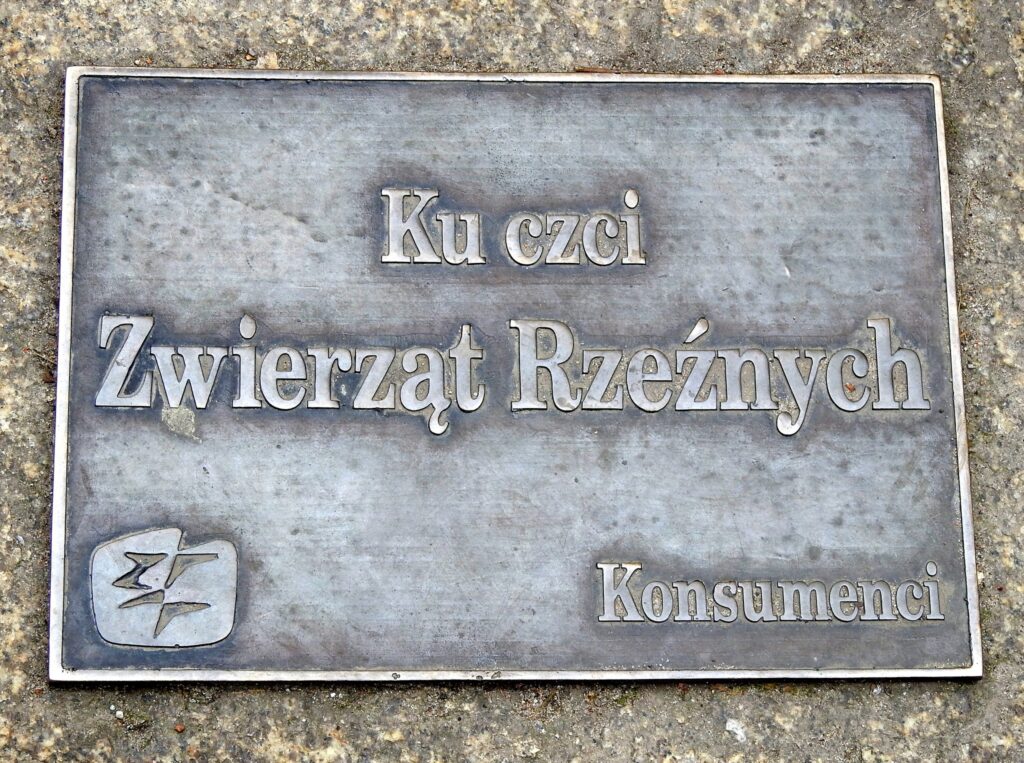 Ku czci
Zwierząt Rzeźnych
Konsumenci